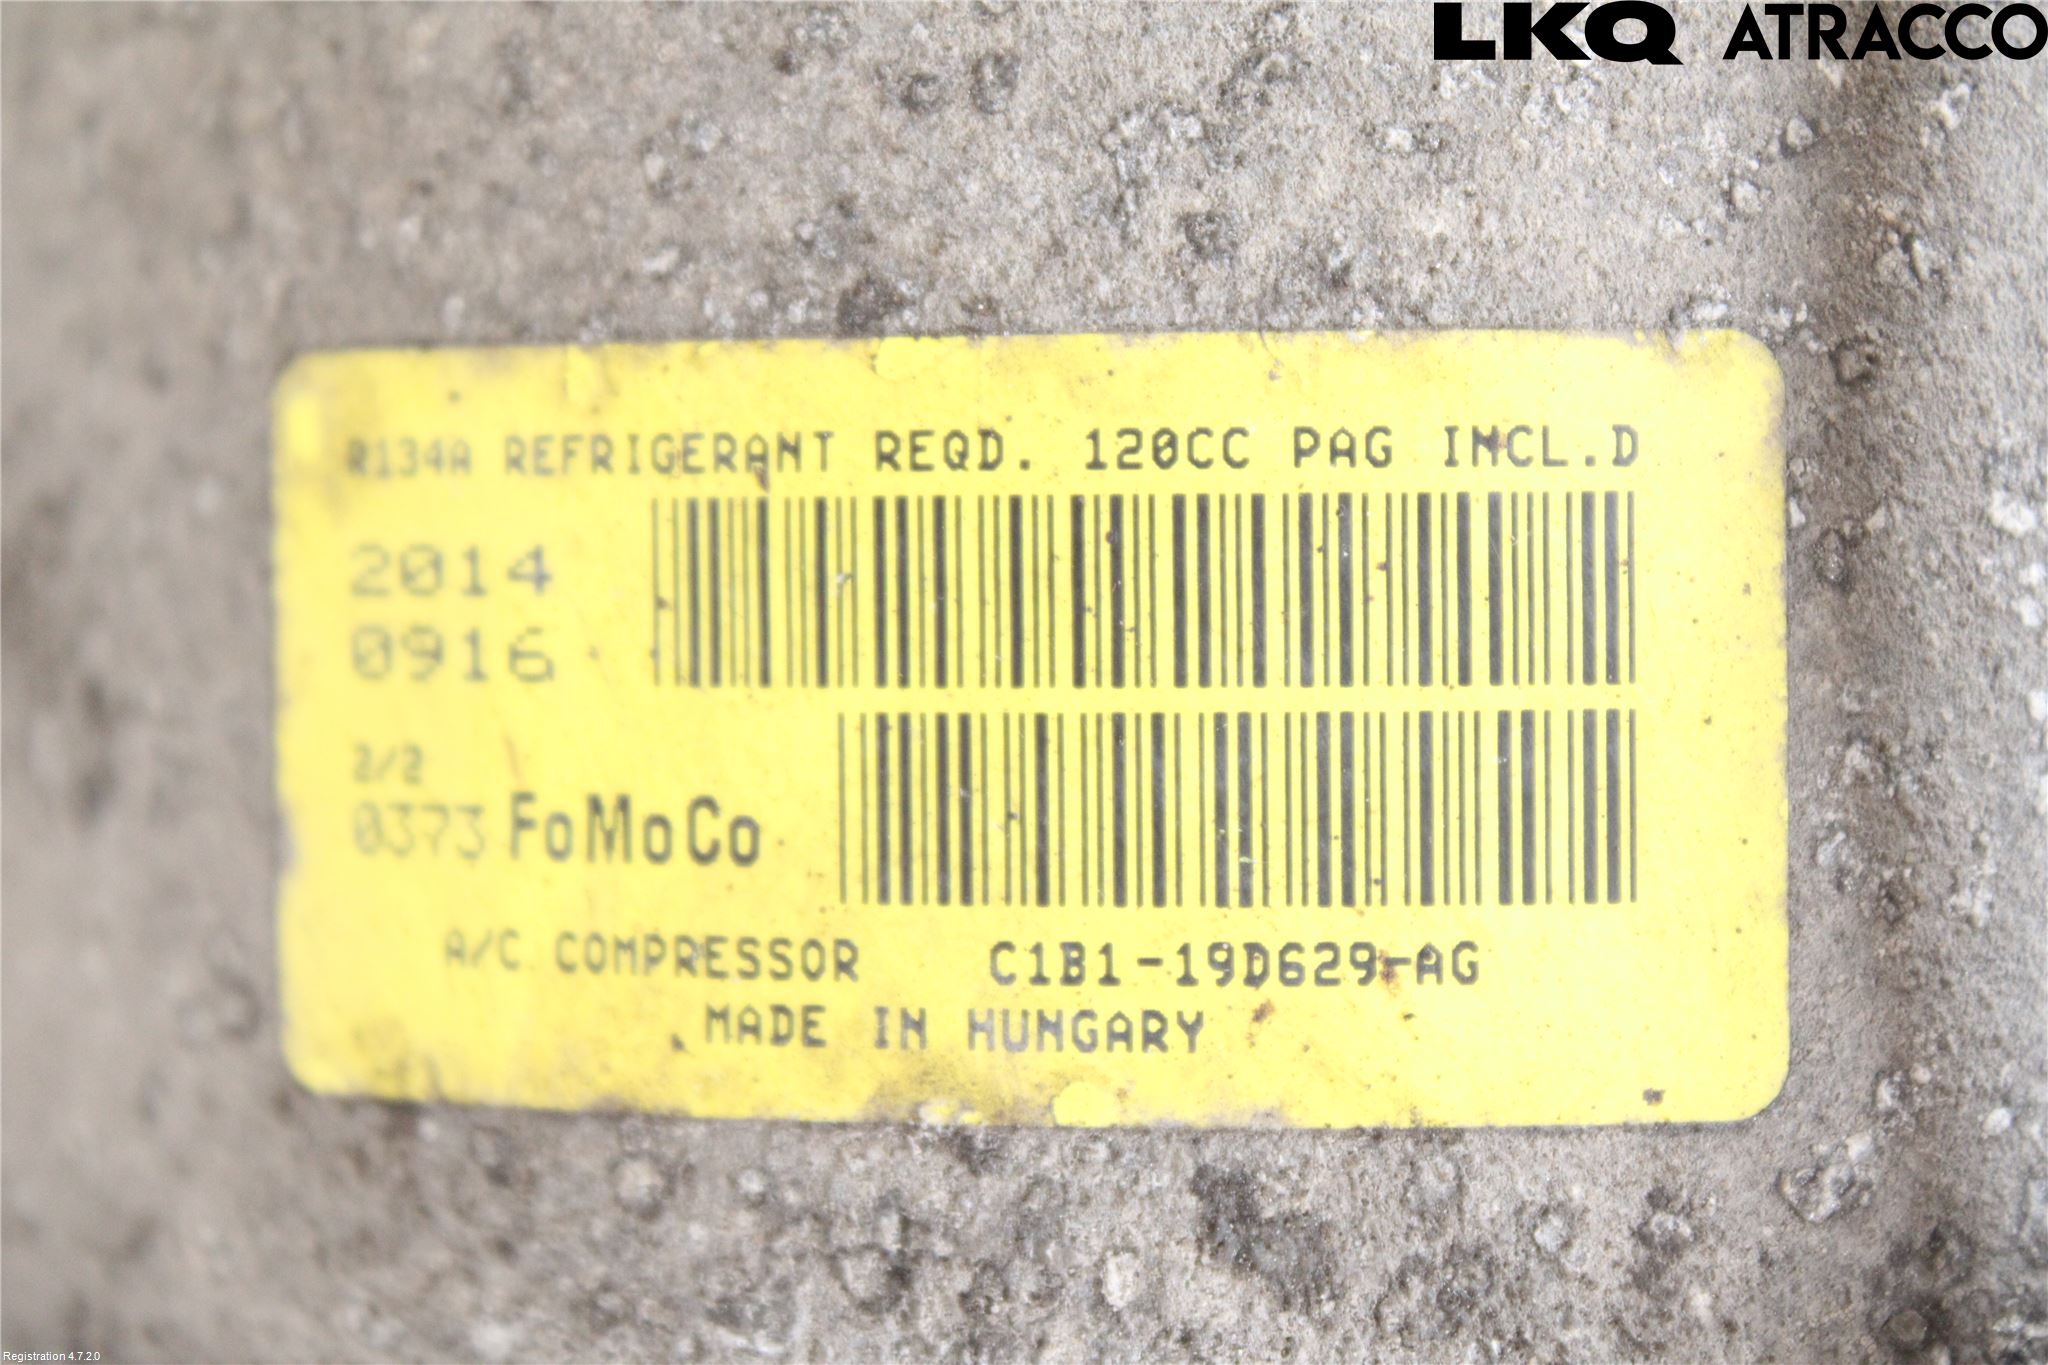 LKQ ATRACCO
R134A REFRIGERANT REQD. 120CC PAG INCL.D
2014
0916
2/2
0373 FoMoCo
A/C COMPRESSOR C1B1-19D629-AG
MADE IN HUNGARY
Registration 4.7.2.0